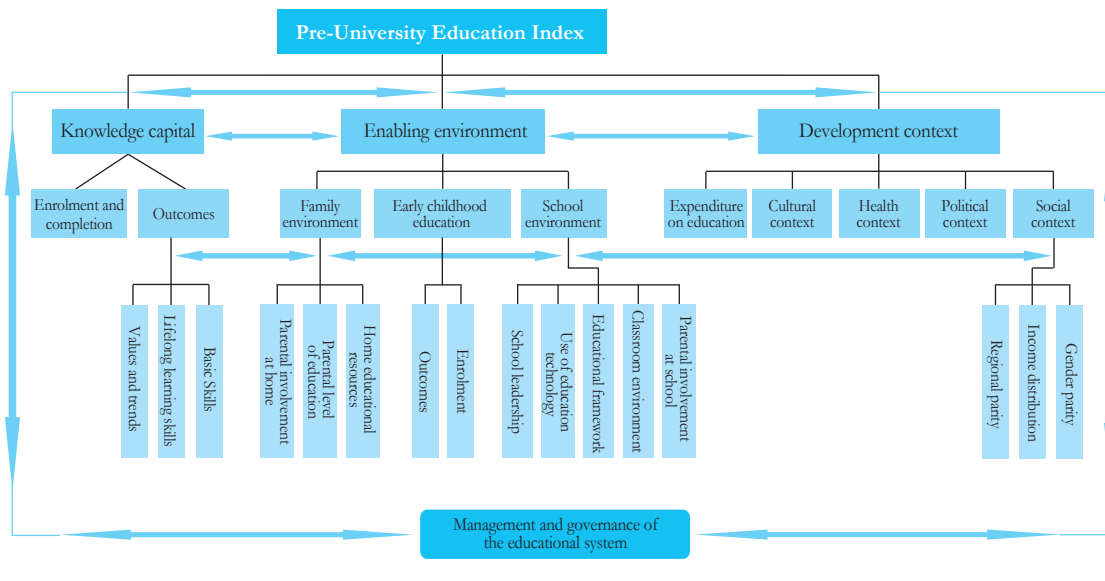 Pre-University Education Index
Knowledge capital
Enabling environment
Development context
Enrolment and
completion
Outcomes
Family
environment
Early childhood
education
School
environment
Expenditure
on education
Cultural
context
Health
context
Political
context
Social
context
Values and trends
Lifelong learning skills
Basic Skills
Parental involvement
at home
Parental level
of education
Home educational
resources
Outcomes
Enrolment
School leadership
Use of education
technology
Educational framework
Classroom environment
Parental involvement
at school
Regional parity
Income distribution
Gender parity
Management and governance of
the educational system